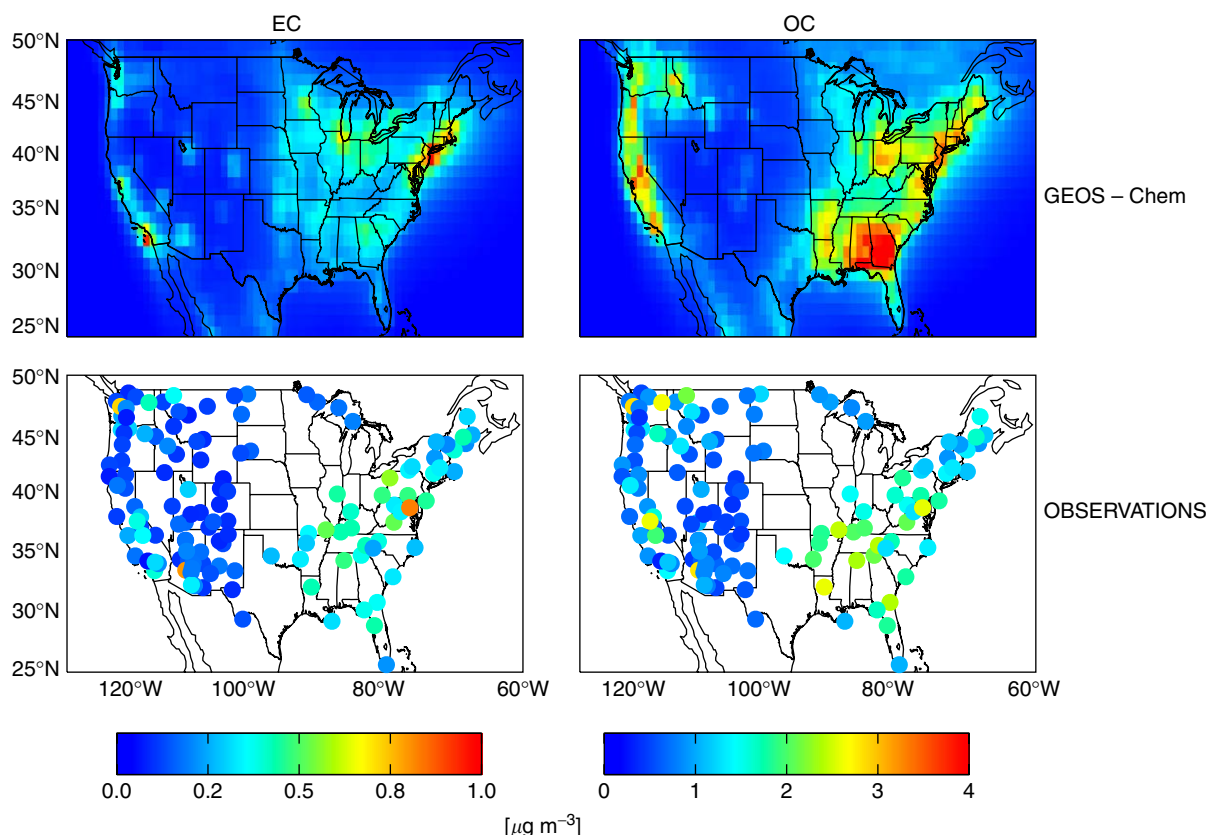 EC OC
50°N
45°N
40°N
35°N
30°N
25°N
GEOS – Chem
50°N
45°N
40°N
35°N
30°N
25°N
OBSERVATIONS
120°W 100°W 80°W 60°W 120°W 100°W 80°W 60°W
0.0 0.2 0.5 0.8 1.0 0 1 2 3 4
[μg m⁻³]